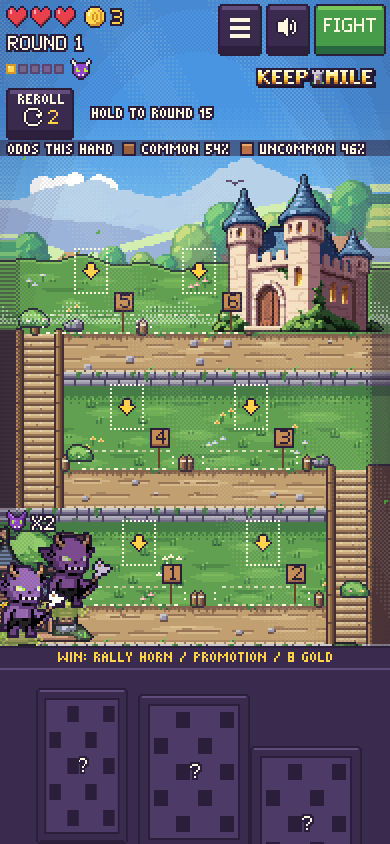 3
ROUND 1
FIGHT
KEEP MILE
REROLL
2
HOLD TO ROUND 15
ODDS THIS HAND COMMON 54% UNCOMMON 46%
5
6
4
3
X2
1
2
WIN: RALLY HORN / PROMOTION / 8 GOLD
?
?
?